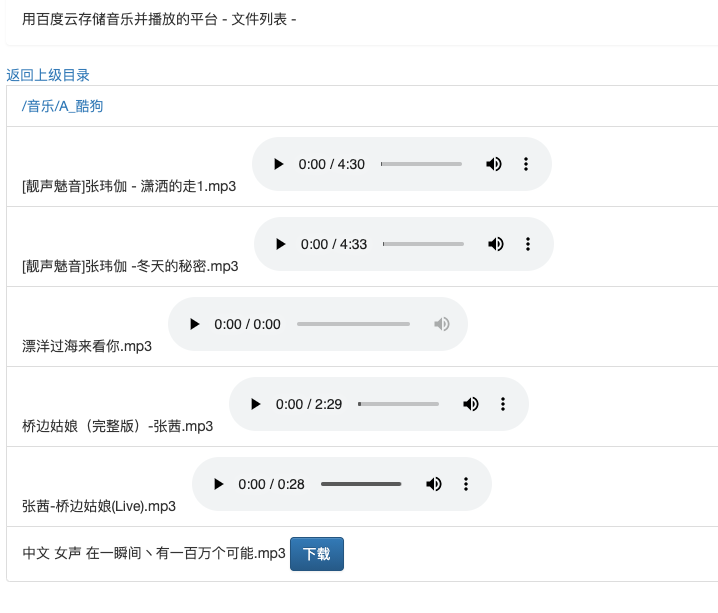 用百度云存储音乐并播放的平台 - 文件列表 -
返回上级目录
/音乐/A_酷狗
[靓声魅音]张玮伽 - 潇洒的走1.mp3 0:00 / 4:30
[靓声魅音]张玮伽 -冬天的秘密.mp3 0:00 / 4:33
漂洋过海来看你.mp3 0:00 / 0:00
桥边姑娘（完整版）-张茜.mp3 0:00 / 2:29
张茜-桥边姑娘(Live).mp3 0:00 / 0:28
中文 女声 在一瞬间丶有一百万个可能.mp3 下载